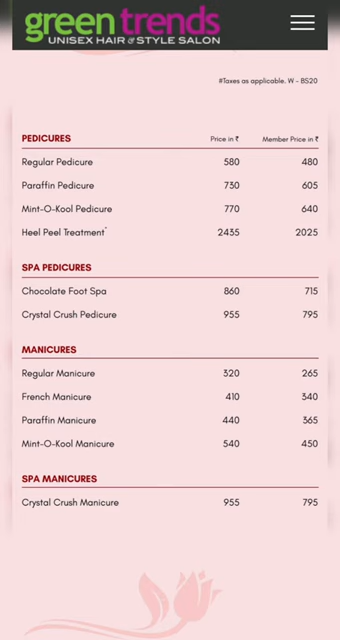 green trends
UNISEX HAIR & STYLE SALON
#Taxes as applicable. W - BS20
PEDICURES Price in ₹ Member Price in ₹
Regular Pedicure 580 480
Paraffin Pedicure 730 605
Mint-O-Kool Pedicure 770 640
Heel Peel Treatment* 2435 2025
SPA PEDICURES
Chocolate Foot Spa 860 715
Crystal Crush Pedicure 955 795
MANICURES
Regular Manicure 320 265
French Manicure 410 340
Paraffin Manicure 440 365
Mint-O-Kool Manicure 540 450
SPA MANICURES
Crystal Crush Manicure 955 795